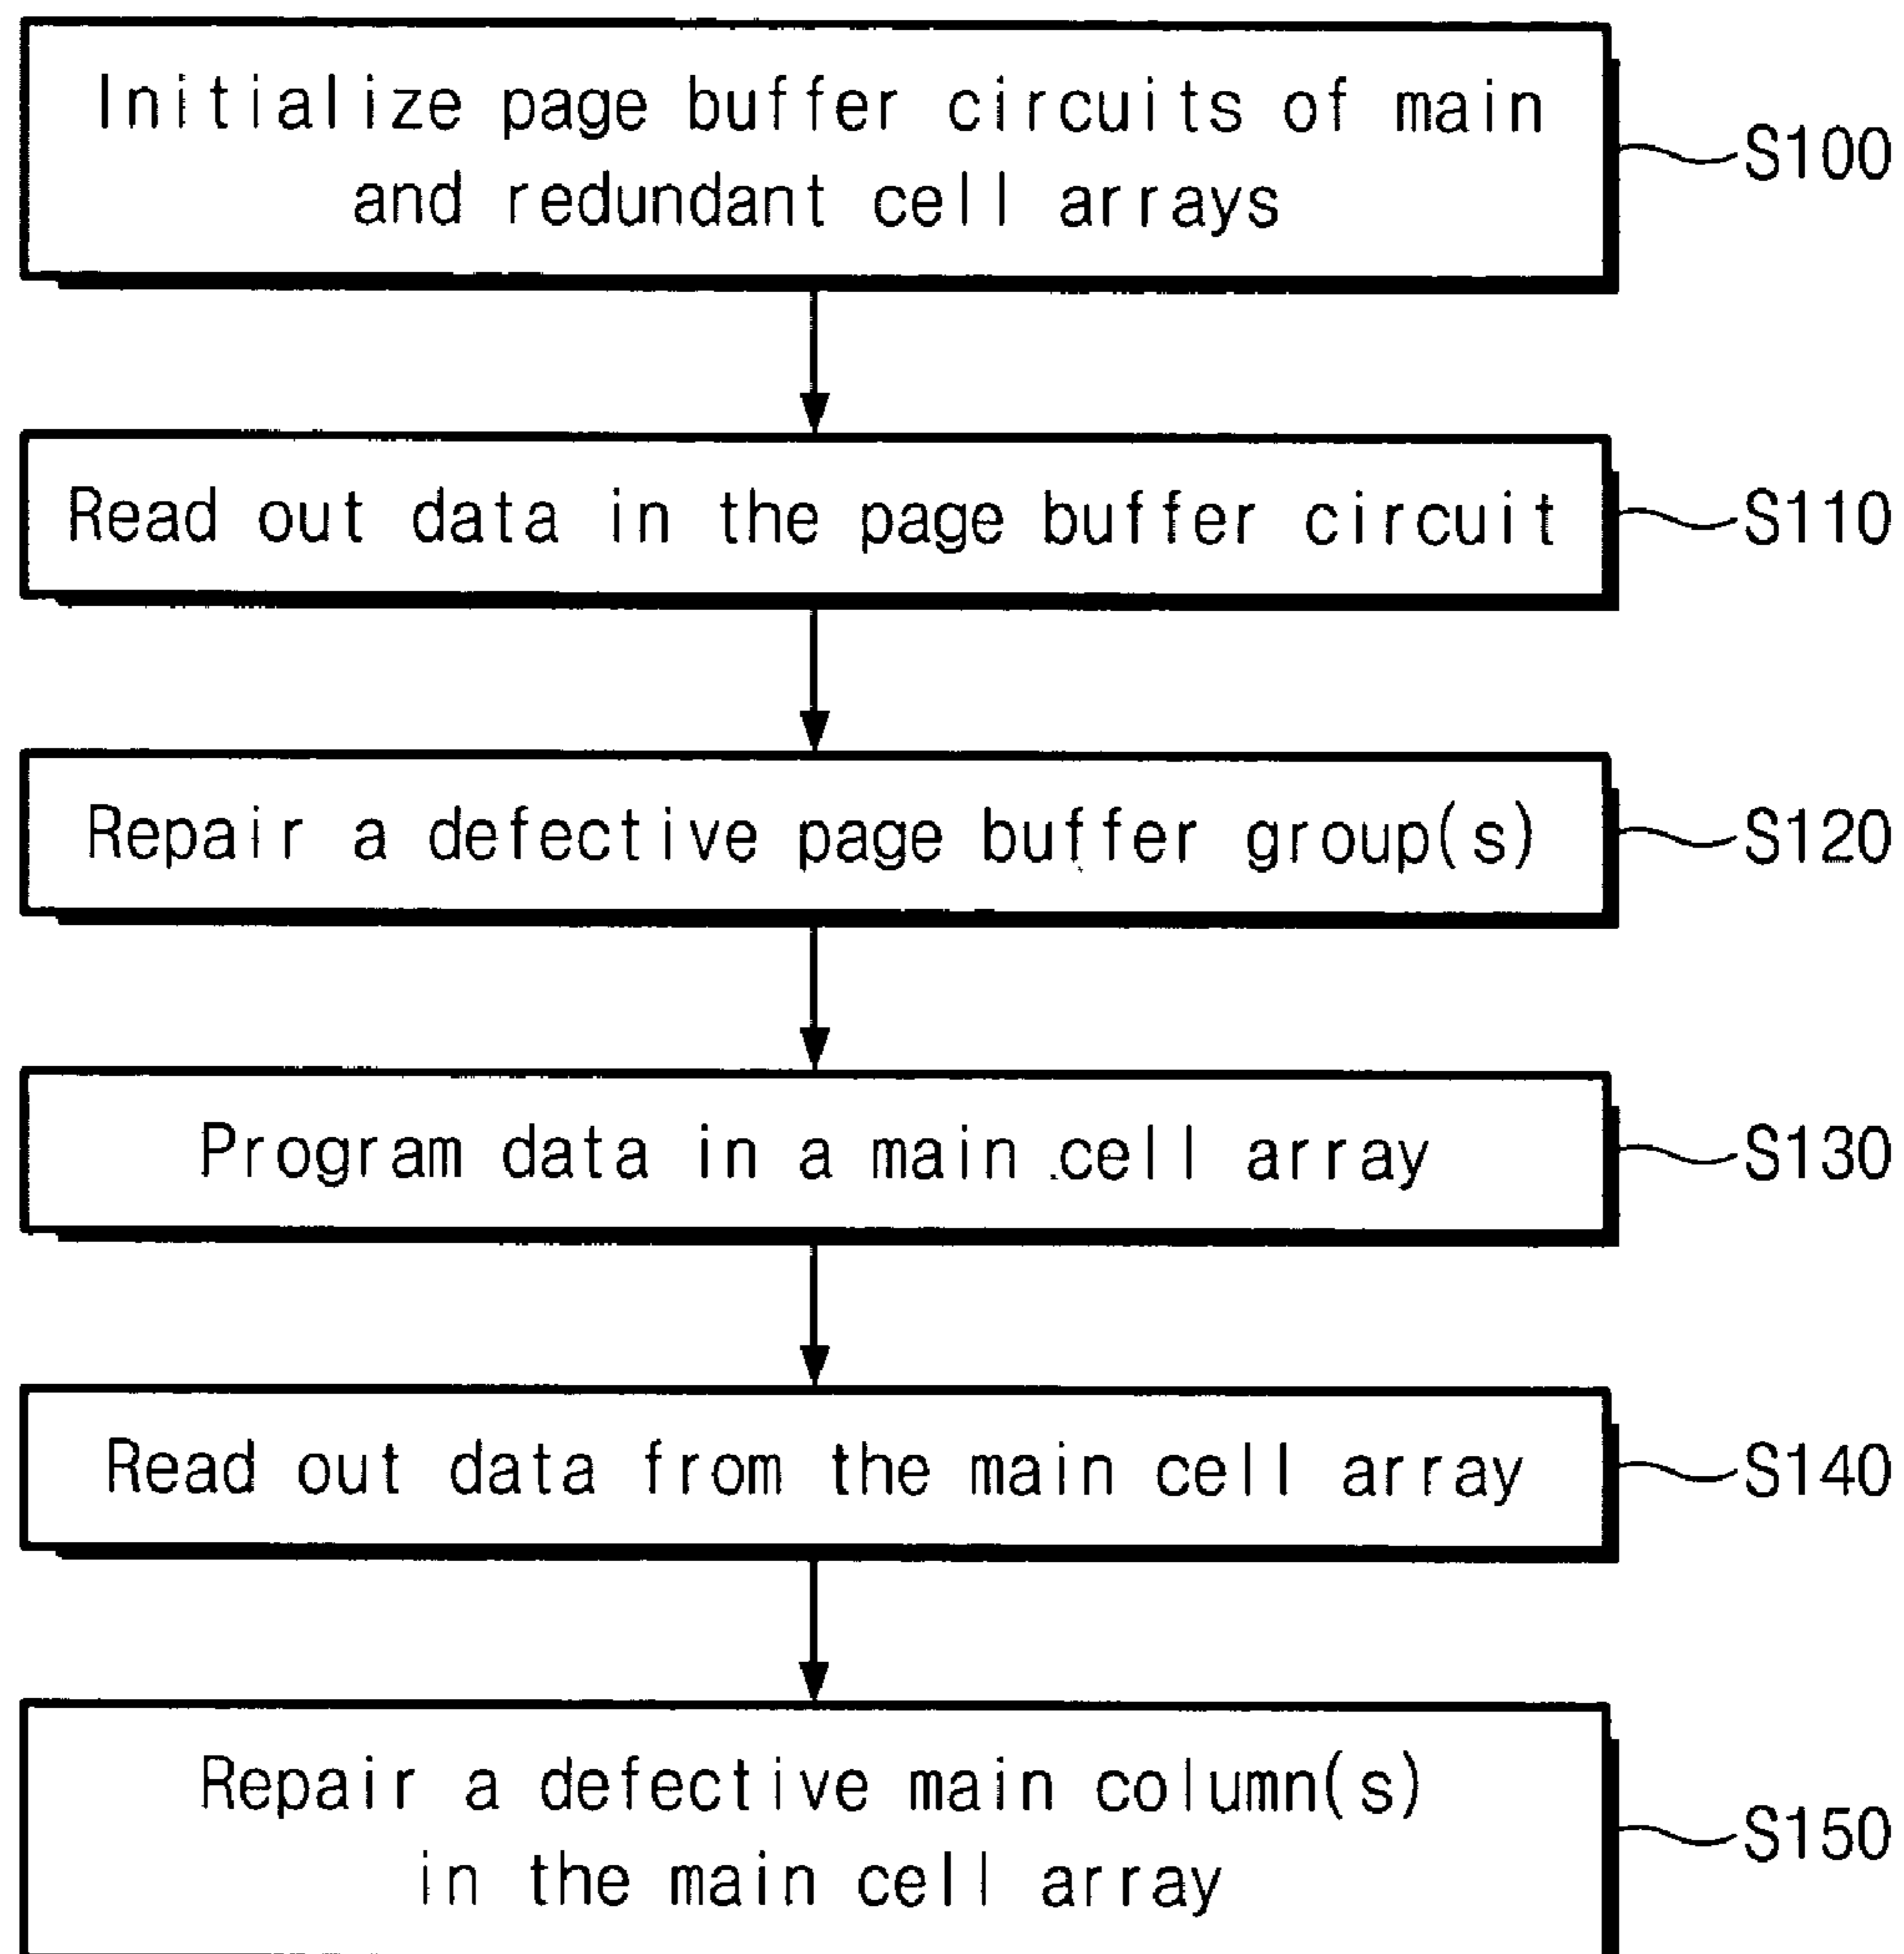 Initialize page buffer circuits of main
and redundant cell arrays
S100
Read out data in the page buffer circuit
S110
Repair a defective page buffer group(s)
S120
Program data in a main cell array
S130
Read out data from the main cell array
S140
Repair a defective main column(s)
in the main cell array
S150